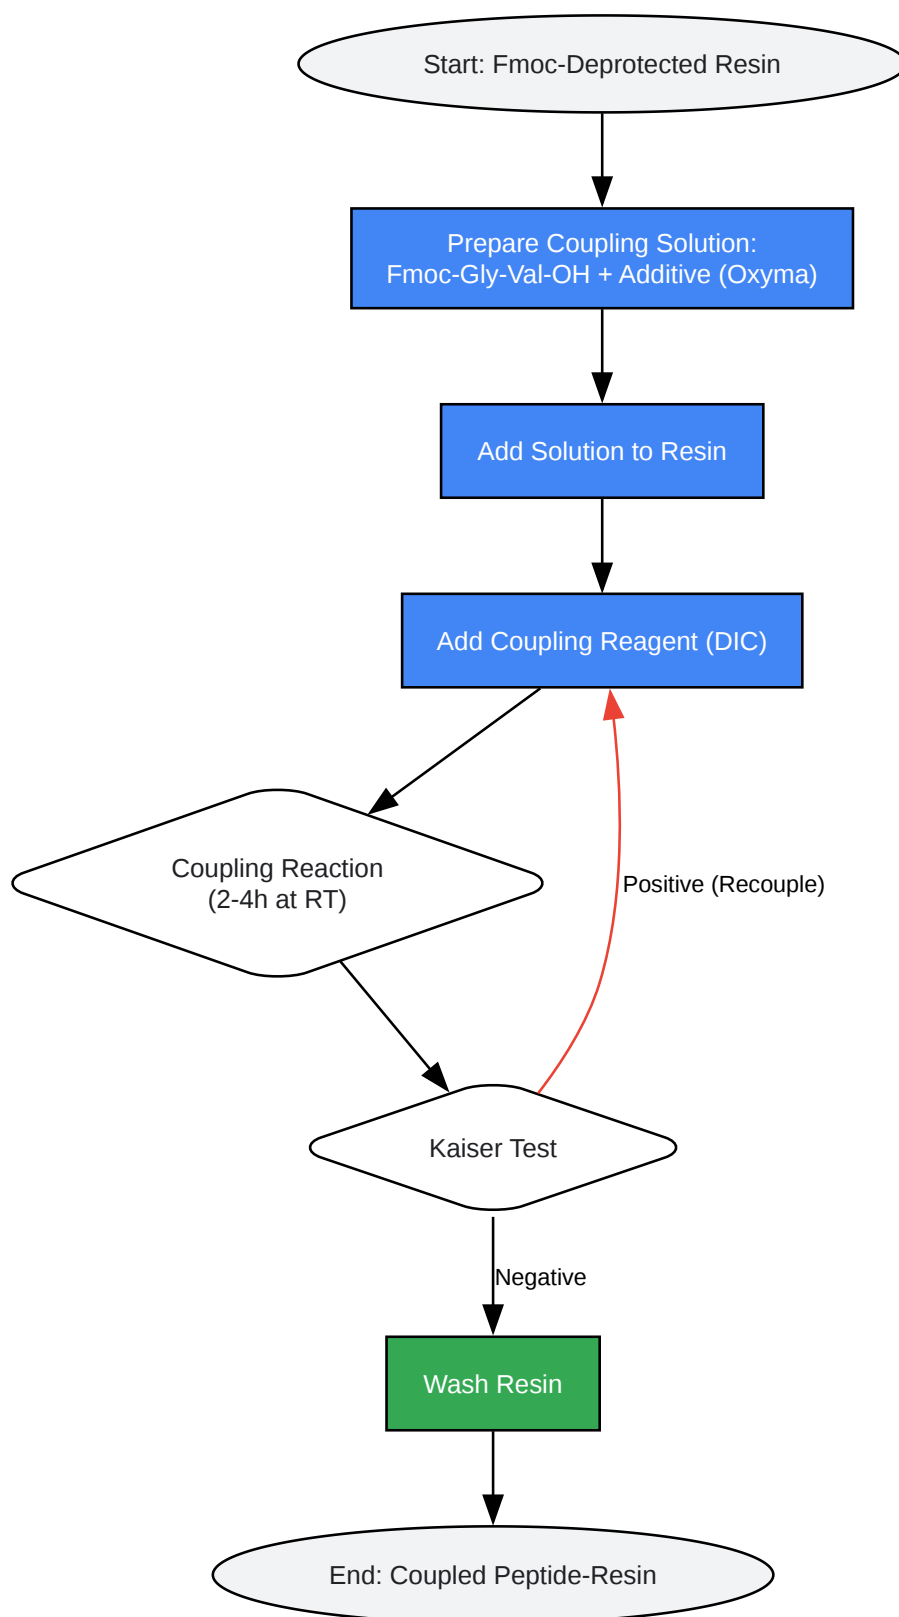 Start: Fmoc-Deprotected Resin
Prepare Coupling Solution:
Fmoc-Gly-Val-OH + Additive (Oxyma)
Add Solution to Resin
Add Coupling Reagent (DIC)
Coupling Reaction
(2-4h at RT)
Positive (Recouple)
Kaiser Test
Negative
Wash Resin
End: Coupled Peptide-Resin